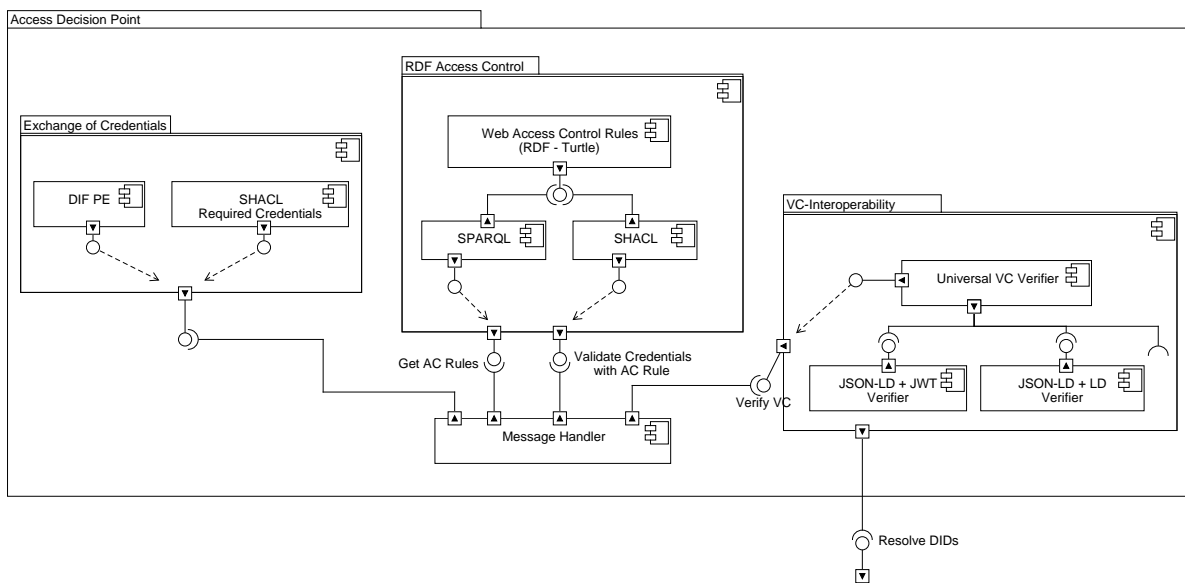 Access Decision Point
RDF Access Control
Web Access Control Rules
(RDF - Turtle)
SPARQL
SHACL
Exchange of Credentials
DIF PE
SHACL
Required Credentials
VC-Interoperability
Universal VC Verifier
JSON-LD + JWT
Verifier
JSON-LD + LD
Verifier
Get AC Rules
Validate Credentials
with AC Rule
Verify VC
Message Handler
Resolve DIDs